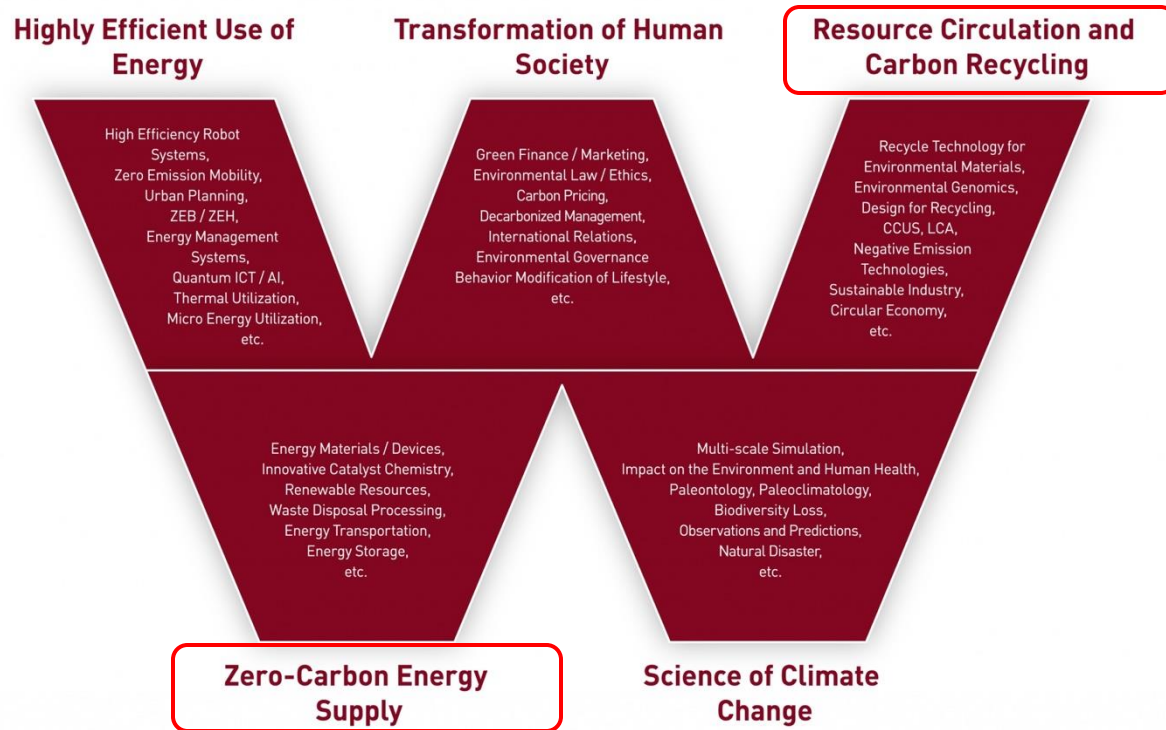 Highly Efficient Use of
Energy
Transformation of Human
Society
Resource Circulation and
Carbon Recycling
High Efficiency Robot
Systems,
Zero Emission Mobility,
Urban Planning,
ZEB / ZEH,
Energy Management
Systems,
Quantum ICT / AI,
Thermal Utilization,
Micro Energy Utilization,
etc.
Green Finance / Marketing,
Environmental Law / Ethics,
Carbon Pricing,
Decarbonized Management,
International Relations,
Environmental Governance
Behavior Modification of Lifestyle,
etc.
Recycle Technology for
Environmental Materials,
Environmental Genomics,
Design for Recycling,
CCUS, LCA,
Negative Emission
Technologies,
Sustainable Industry,
Circular Economy,
etc.
Energy Materials / Devices,
Innovative Catalyst Chemistry,
Renewable Resources,
Waste Disposal Processing,
Energy Transportation,
Energy Storage,
etc.
Multi-scale Simulation,
Impact on the Environment and Human Health,
Paleontology, Paleoclimatology,
Biodiversity Loss,
Observations and Predictions,
Natural Disaster,
etc.
Zero-Carbon Energy
Supply
Science of Climate
Change